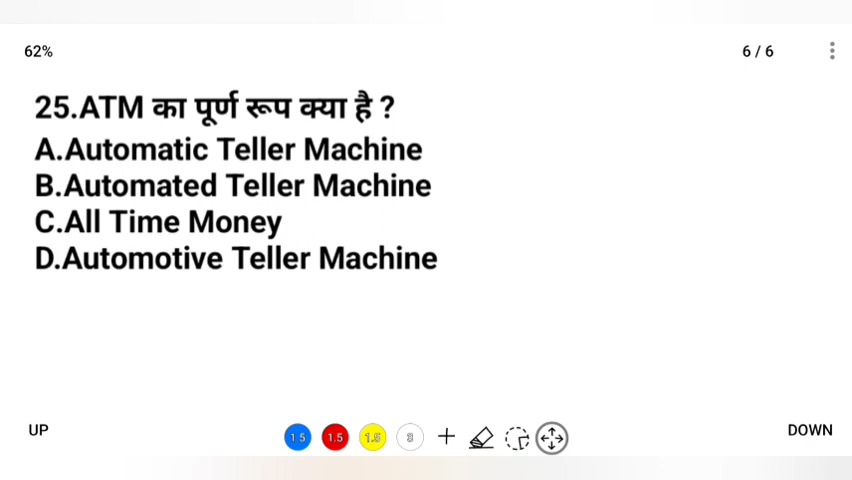 62%
6 / 6
25.ATM का पूर्ण रूप क्या है ?
A.Automatic Teller Machine
B.Automated Teller Machine
C.All Time Money
D.Automotive Teller Machine
UP
1.5 1.5 1.5 3
DOWN